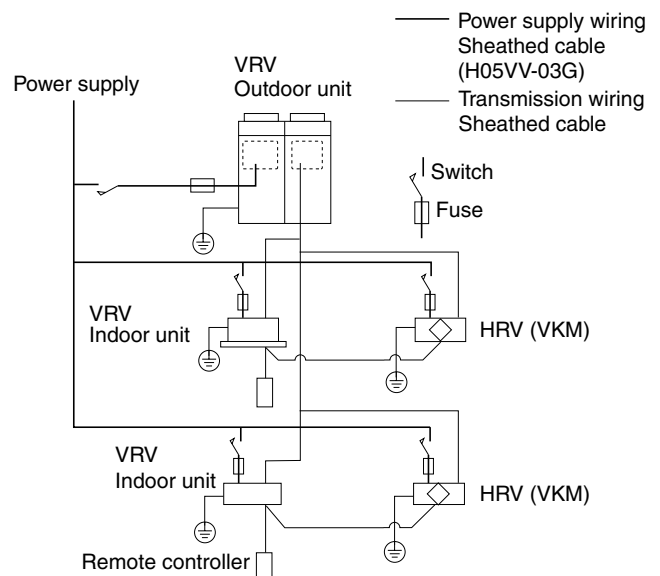 Power supply wiring
Sheathed cable
(H05VV-03G)
Transmission wiring
Sheathed cable
Switch
Fuse
Power supply
VRV
Outdoor unit
VRV
Indoor unit
HRV (VKM)
VRV
Indoor unit
HRV (VKM)
Remote controller